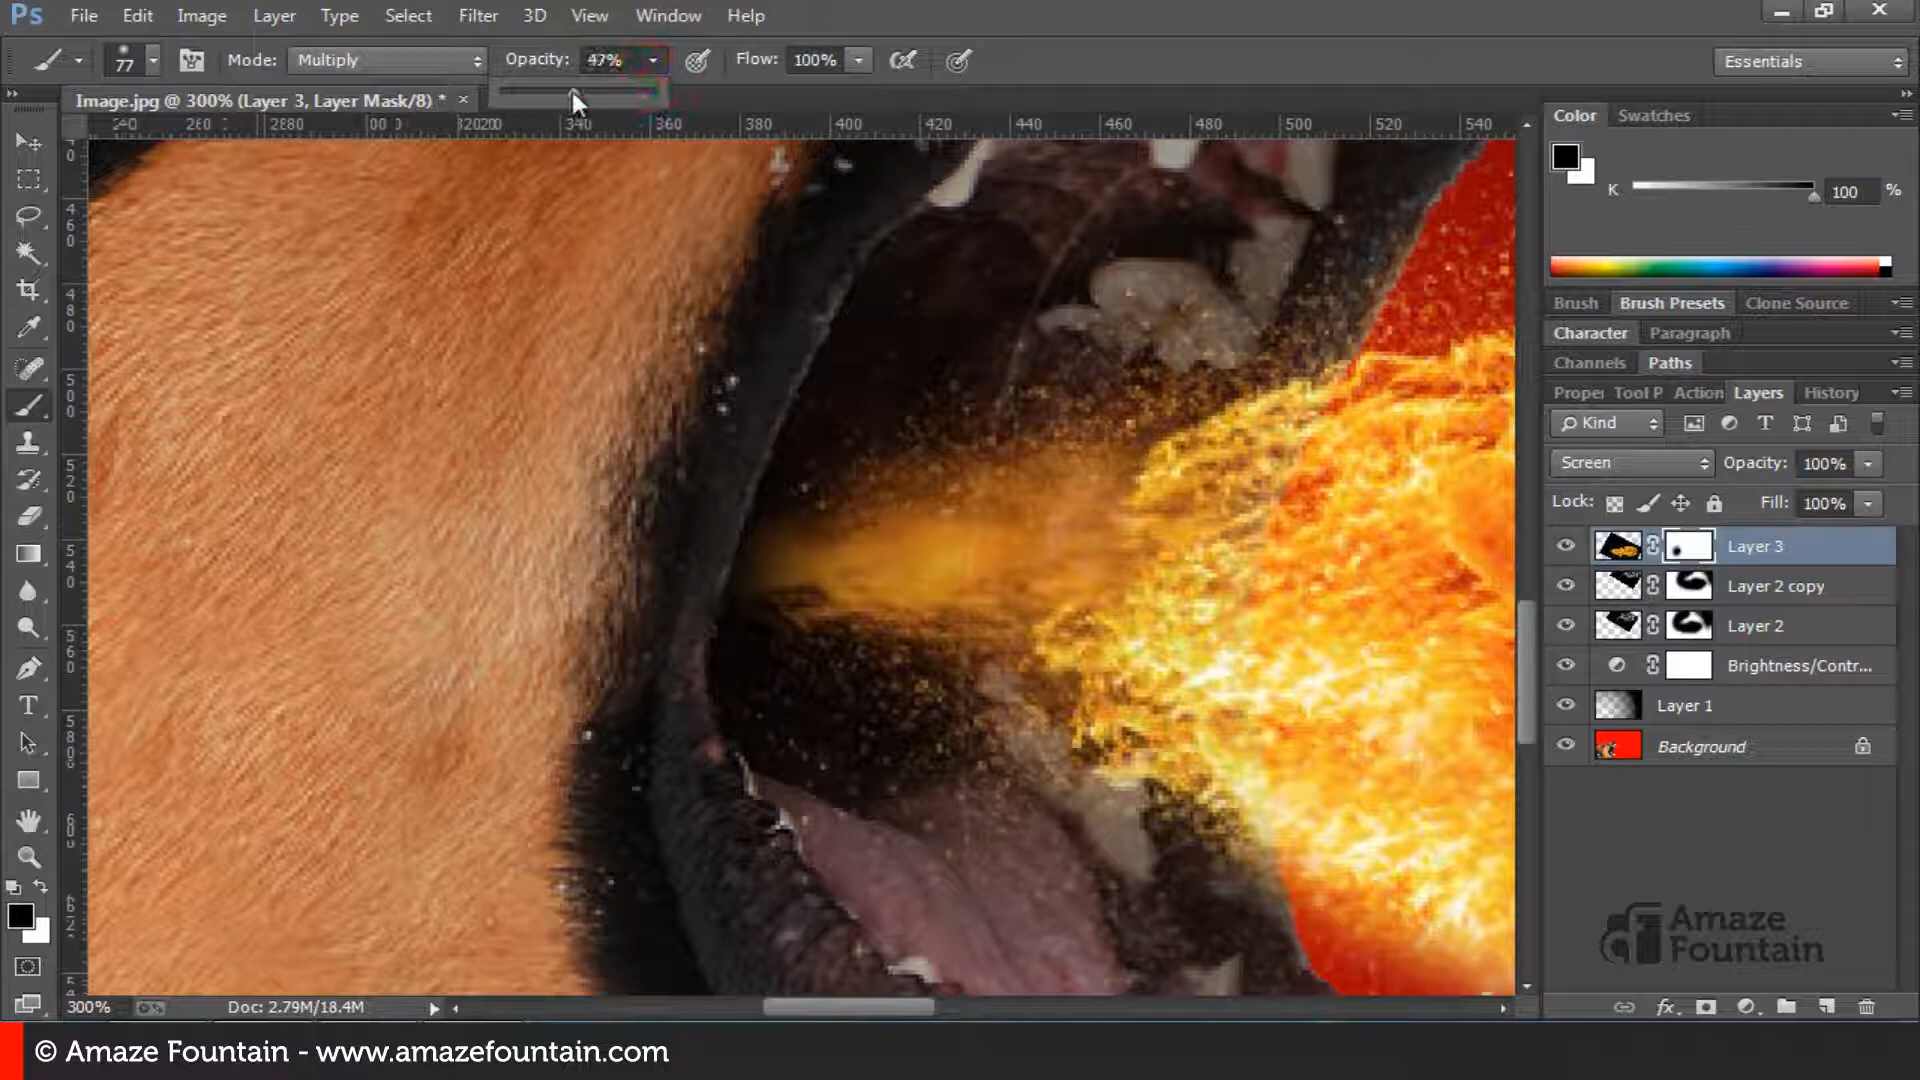 Ps File Edit Image Layer Type Select Filter 3D View Window Help
77 Mode: Multiply Opacity: 47% Flow: 100% Essentials
Image.jpg @ 300% (Layer 3, Layer Mask/8) *
240 260 2880 340 360 380 400 420 440 460 480 500 520 540
Color Swatches
K 100 %
Brush Brush Presets Clone Source
Character Paragraph
Channels Paths
Proper Tool P Action Layers History
Kind
Screen Opacity: 100%
Lock: Fill: 100%
Layer 3
Layer 2 copy
Layer 2
Brightness/Contr...
Layer 1
Background
Amaze
Fountain
300% Doc: 2.79M/18.4M
© Amaze Fountain - www.amazefountain.com